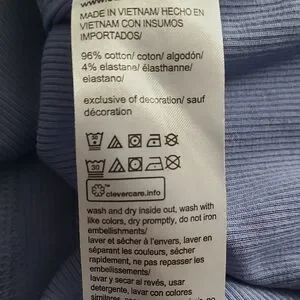 MADE IN VIETNAM/ HECHO EN
VIETNAM CON INSUMOS
IMPORTADOS/
96% cotton/ coton/ algodón/
4% elastane/ élasthanne/
elastano/
exclusive of decoration/ sauf
décoration
30
30
clevercare.info
wash and dry inside out, wash with
like colors, dry promptly, do not iron
embellishments/
laver et sécher à l'envers, laver en
séparant les couleurs, sécher
rapidement, ne pas repasser les
embellissements/
lavar y secar al revés, usar
detergente, lavar con colores